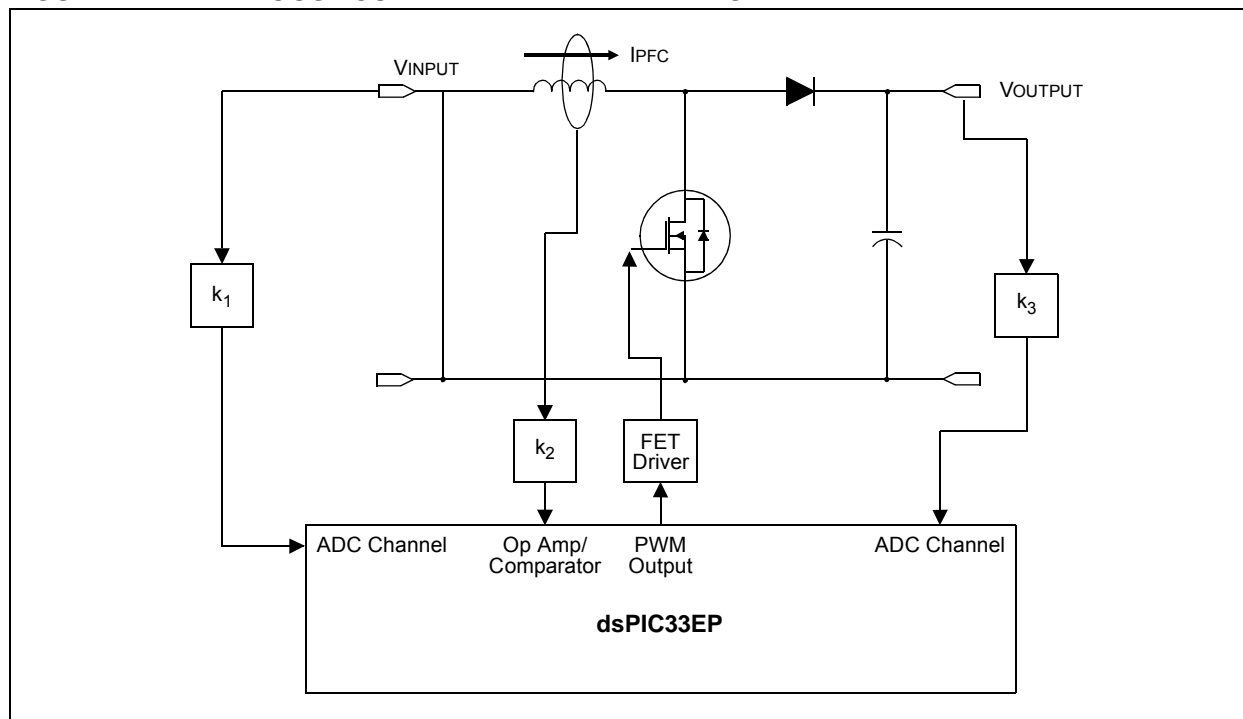 IPFC
VINPUT
VOUTPUT
k1
k3
k2
FET
Driver
ADC Channel
Op Amp/
Comparator
PWM
Output
ADC Channel
dsPIC33EP